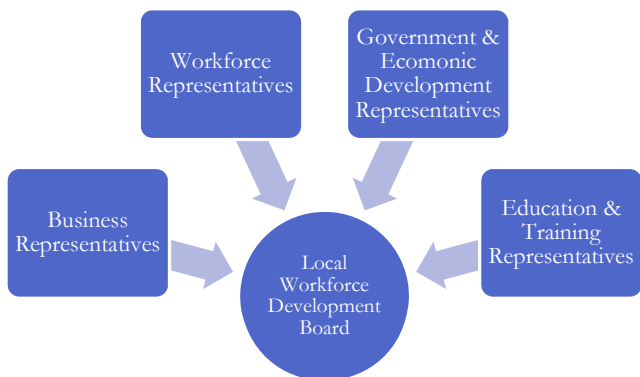 Business
Representatives
Workforce
Representatives
Government &
Ecomonic
Development
Representatives
Education &
Training
Representatives
Local
Workforce
Development
Board